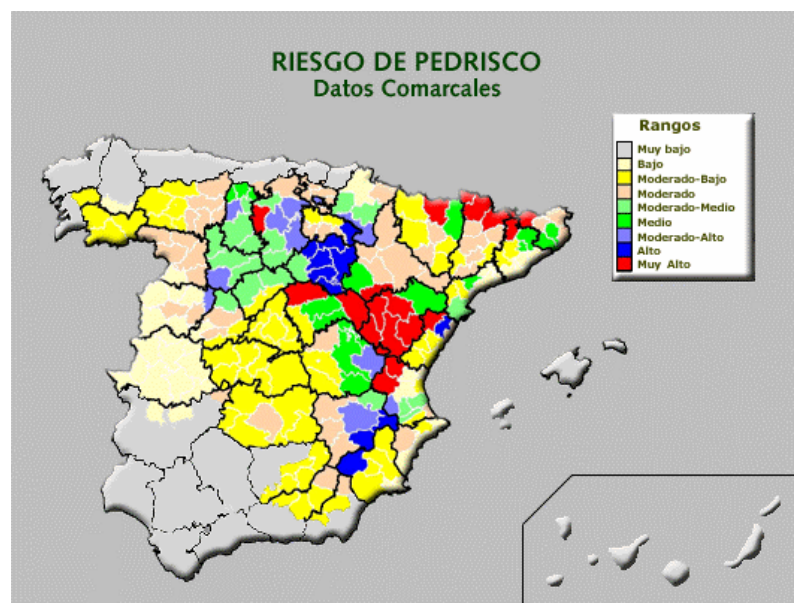 RIESGO DE PEDRISCO
Datos Comarcales
Rangos
Muy bajo
Bajo
Moderado-Bajo
Moderado
Moderado-Medio
Medio
Moderado-Alto
Alto
Muy Alto